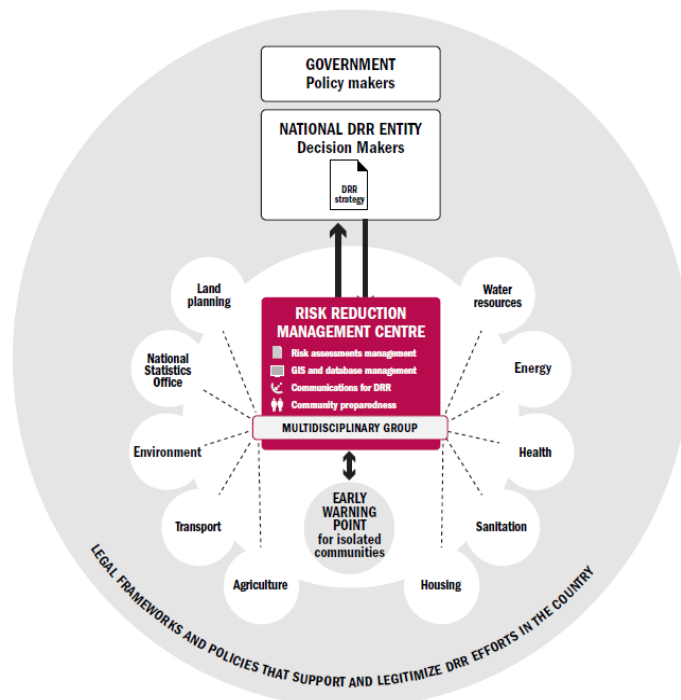 GOVERNMENT
Policy makers
NATIONAL DRR ENTITY
Decision Makers
DRR
strategy
Land
planning
Water
resources
RISK REDUCTION
MANAGEMENT CENTRE
Risk assessments management
GIS and database management
Communications for DRR
Community preparedness
MULTIDISCIPLINARY GROUP
National
Statistics
Office
Energy
Environment
Health
Transport
Sanitation
EARLY
WARNING
POINT
for isolated
communities
Agriculture
Housing
LEGAL FRAMEWORKS AND POLICIES THAT SUPPORT AND LEGITIMIZE DRR EFFORTS IN THE COUNTRY